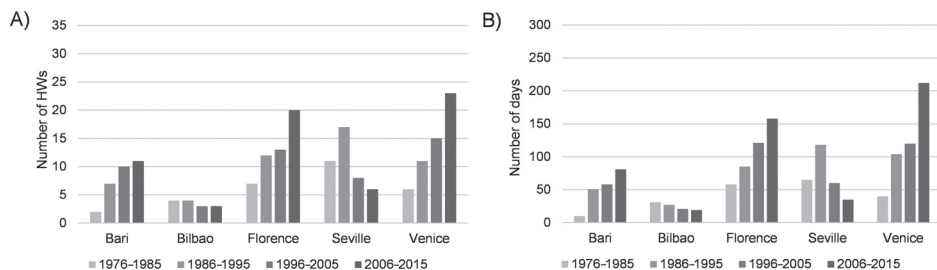 A)
Number of HWs
35
30
25
20
15
10
5
0
Bari Bilbao Florence Seville Venice
1976–1985 1986–1995 1996–2005 2006–2015
B)
Number of days
300
250
200
150
100
50
0
Bari Bilbao Florence Seville Venice
1976–1985 1986–1995 1996–2005 2006–2015